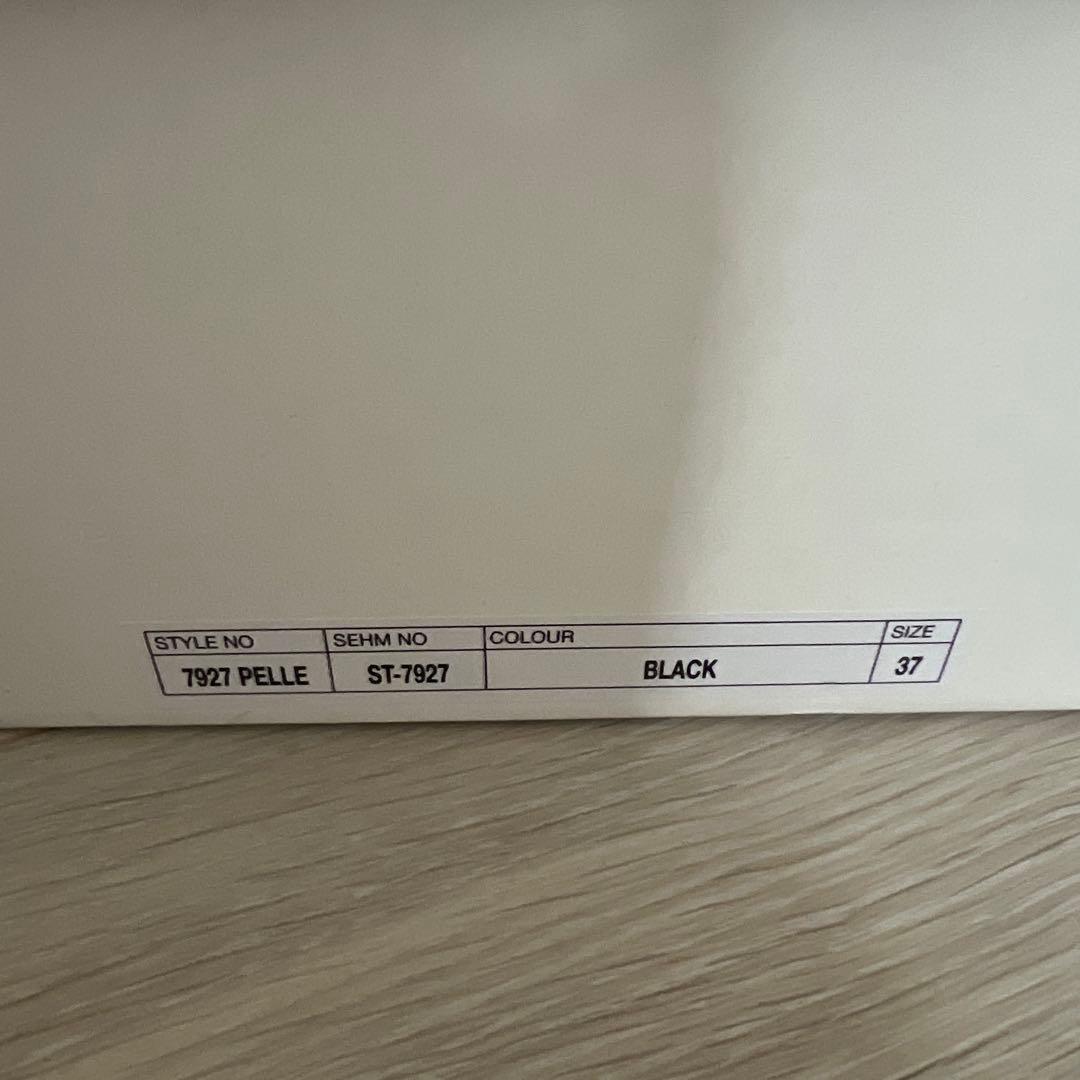 STYLE NO SEHM NO COLOUR SIZE
7927 PELLE ST-7927 BLACK 37